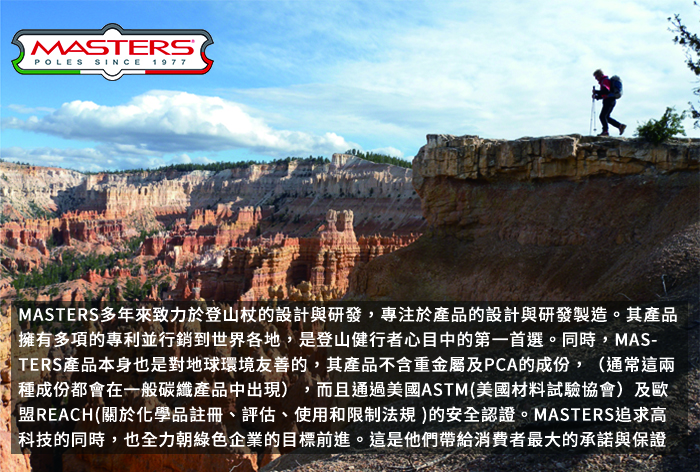 MASTERS
POLES SINCE 1977
MASTERS多年來致力於登山杖的設計與研發，專注於產品的設計與研發製造。其產品
擁有多項的專利並行銷到世界各地，是登山健行者心目中的第一首選。同時，MAS-
TERS產品本身也是對地球環境友善的，其產品不含重金屬及PCA的成份，（通常這兩
種成份都會在一般碳纖產品中出現），而且通過美國ASTM(美國材料試驗協會）及歐
盟REACH(關於化學品註冊、評估、使用和限制法規 )的安全認證。MASTERS追求高
科技的同時，也全力朝綠色企業的目標前進。這是他們帶給消費者最大的承諾與保證